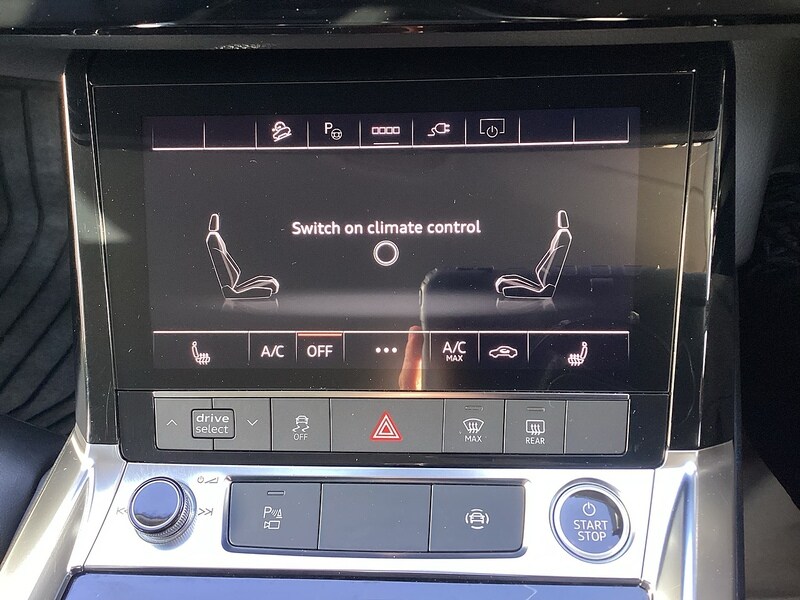 P
Switch on climate control
A/C
OFF
•••
A/C
MAX
drive
select
OFF
MAX
REAR
P
START
STOP